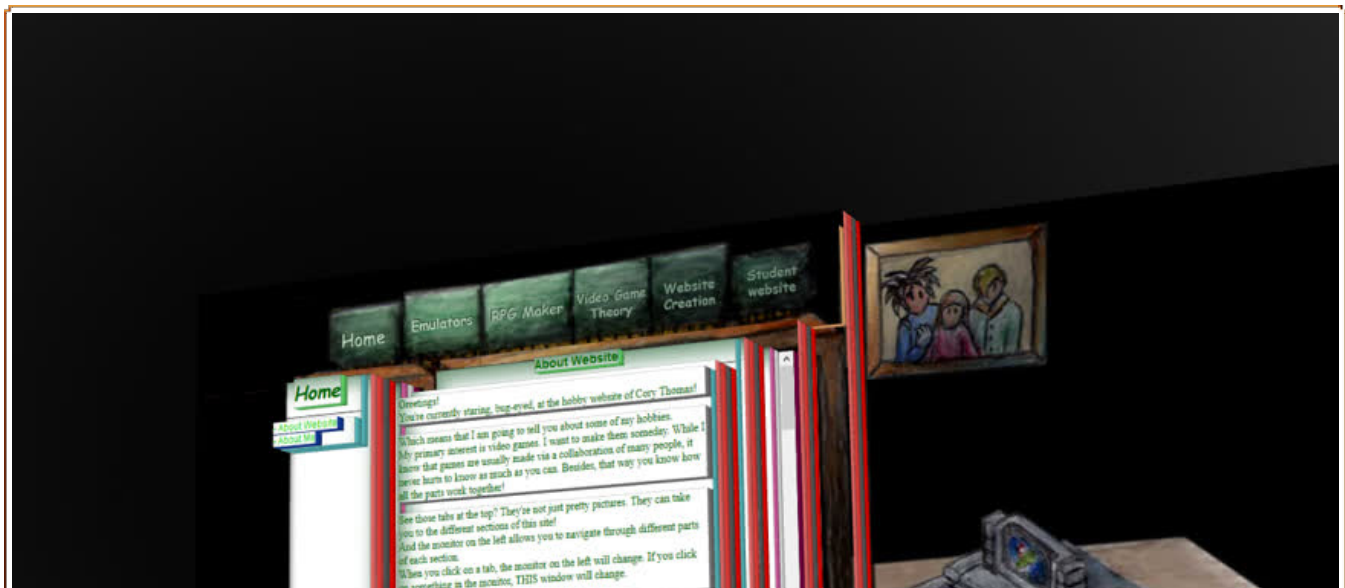 Home
Emulators
RPG Maker
Video Game
Theory
Website
Creation
Student
website
Home
About Website
About Me
About Website
Greetings!
You're currently staring, bug-eyed, at the hobby website of Cory Thomas!
Which means that I am going to tell you about some of my hobbies.
My primary interest is video games. I want to make them someday. While I
know that games are usually made via a collaboration of many people, it
never hurts to know as much as you can. Besides, that way you know how
all the parts work together!
See those tabs at the top? They're not just pretty pictures. They can take
you to the different sections of this site!
And the monitor on the left allows you to navigate through different parts
of each section.
When you click on a tab, the monitor on the left will change. If you click
on something in the monitor, THIS window will change.